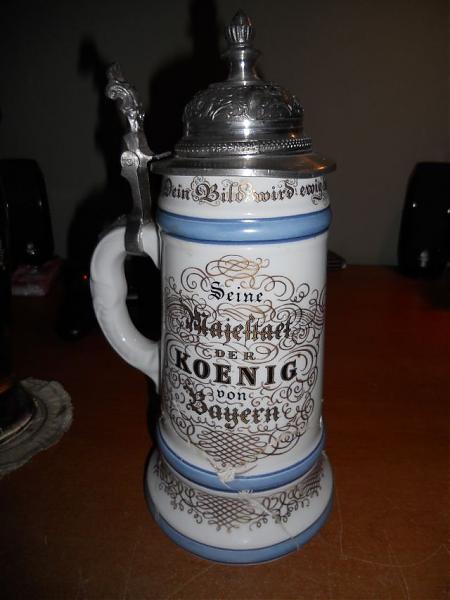 Dein Bild wird ewig
Seine
Majestaet
DER
KOENIG
von
Bayern